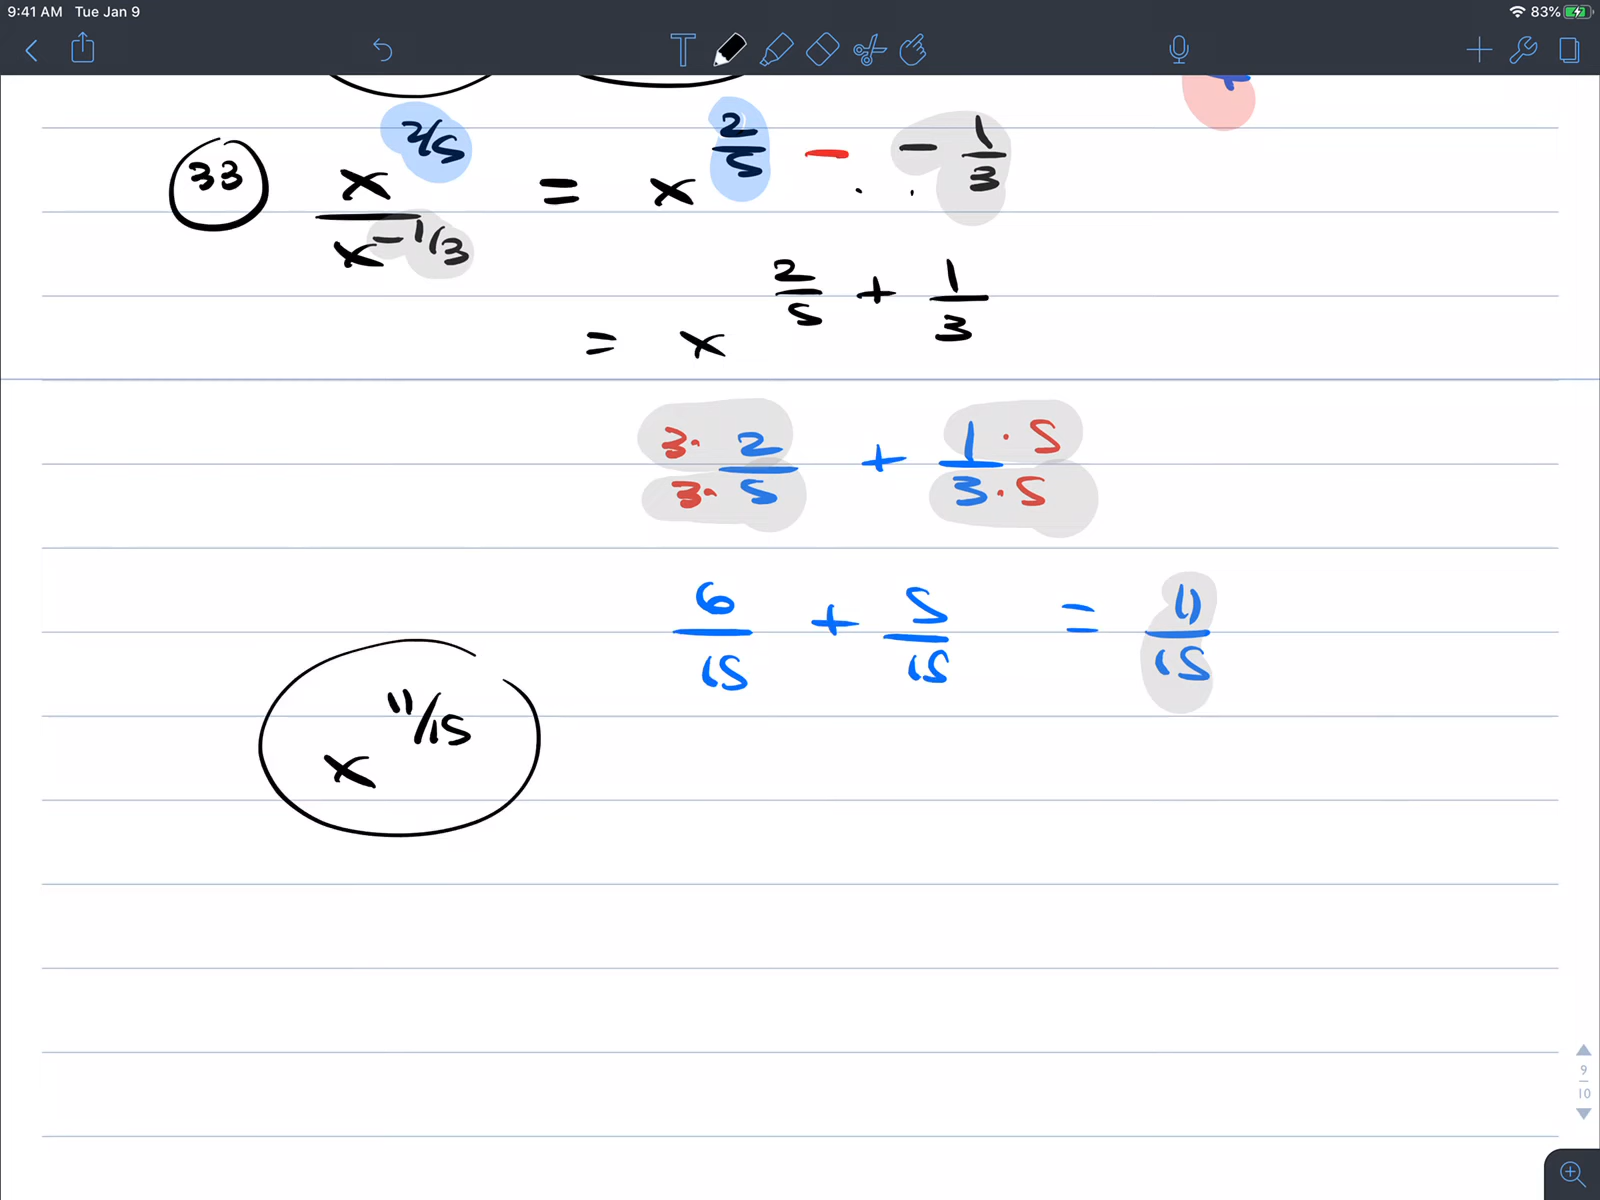 9:41 AM Tue Jan 9 83%
33 x^2/5 / x^-1/3 = x^(2/5 - -1/3)
= x^(2/5 + 1/3)
3·2/3·5 + 1·5/3·5
6/15 + 5/15 = 11/15
x^11/15
9
10